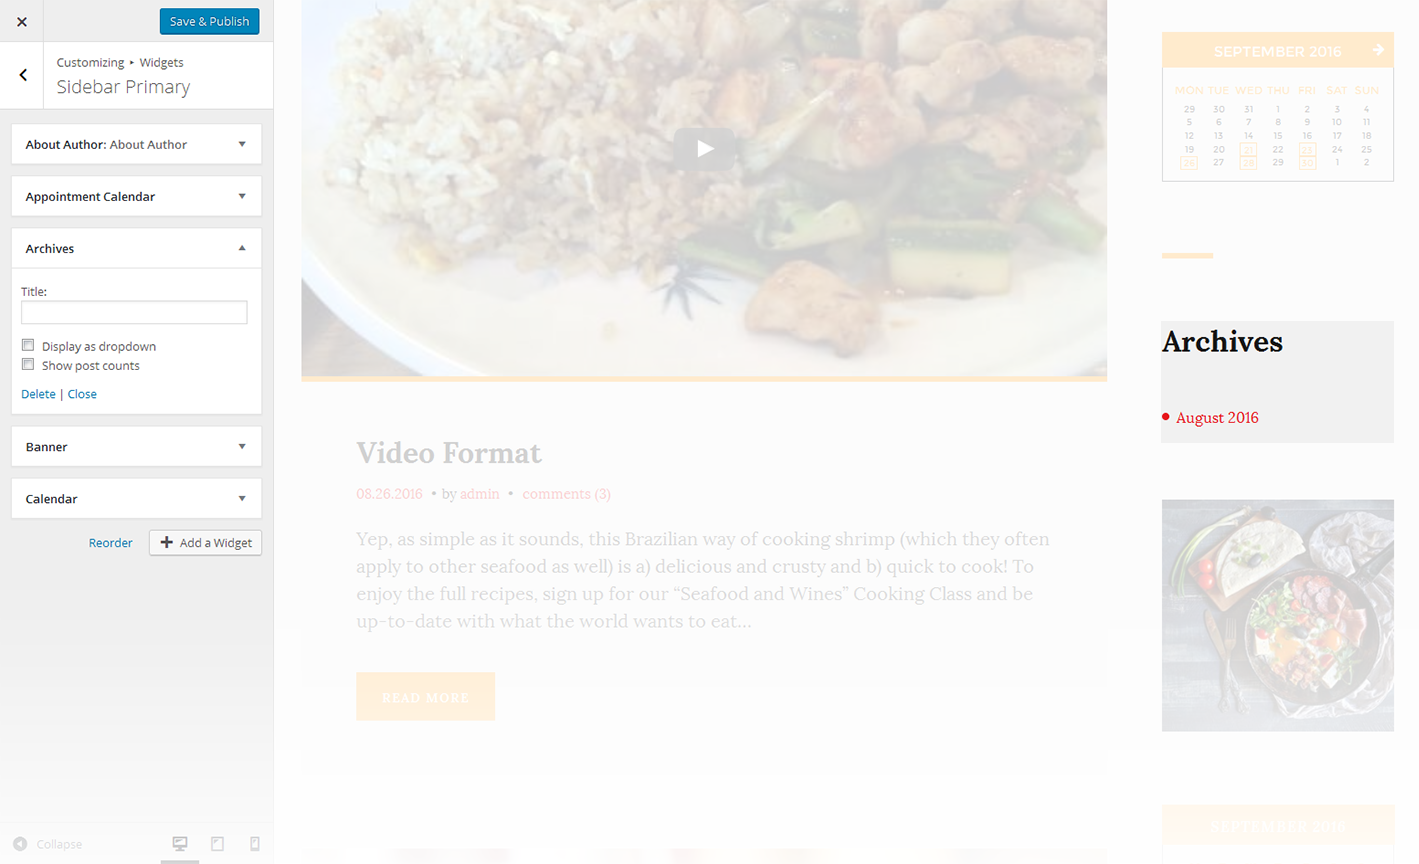 Save & Publish
Customizing ▸ Widgets
Sidebar Primary
About Author: About Author
Appointment Calendar
Archives
Title:
Display as dropdown
Show post counts
Delete | Close
Banner
Calendar
Reorder
Add a Widget
Collapse
Video Format
08.26.2016 • by admin • comments (3)
Yep, as simple as it sounds, this Brazilian way of cooking shrimp (which they often
apply to other seafood as well) is a) delicious and crusty and b) quick to cook! To
enjoy the full recipes, sign up for our “Seafood and Wines” Cooking Class and be
up-to-date with what the world wants to eat…
READ MORE
SEPTEMBER 2016
MON TUE WED THU FRI SAT SUN
29 30 31 1 2 3 4
5 6 7 8 9 10 11
12 13 14 15 16 17 18
19 20 21 22 23 24 25
26 27 28 29 30 1 2
Archives
August 2016
SEPTEMBER 2016